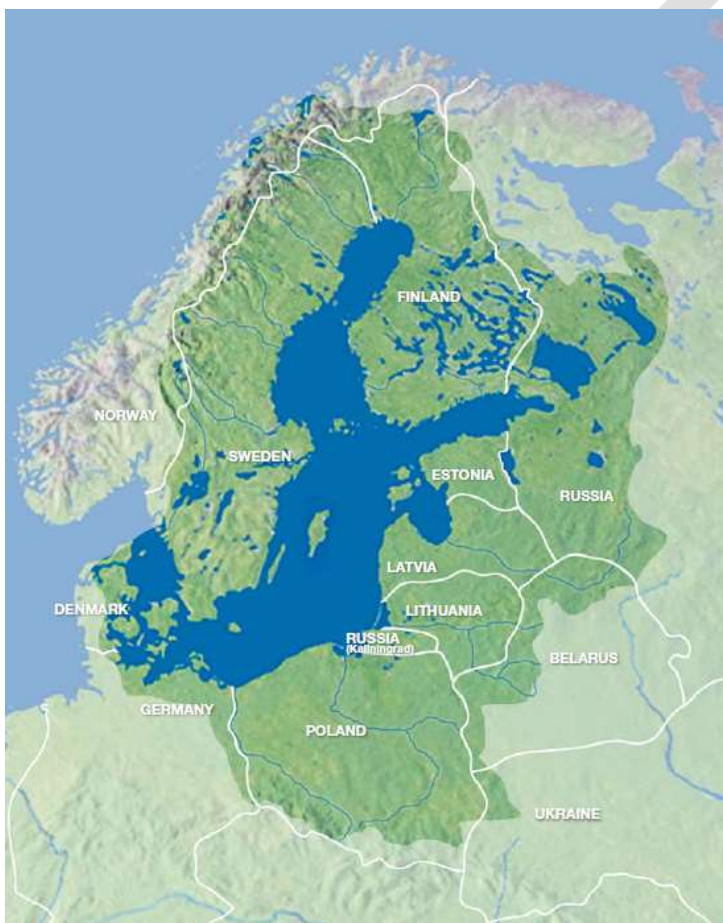 FINLAND
NORWAY
SWEDEN
ESTONIA
RUSSIA
LATVIA
DENMARK
LITHUANIA
RUSSIA
(Kaliningrad)
BELARUS
GERMANY
POLAND
UKRAINE